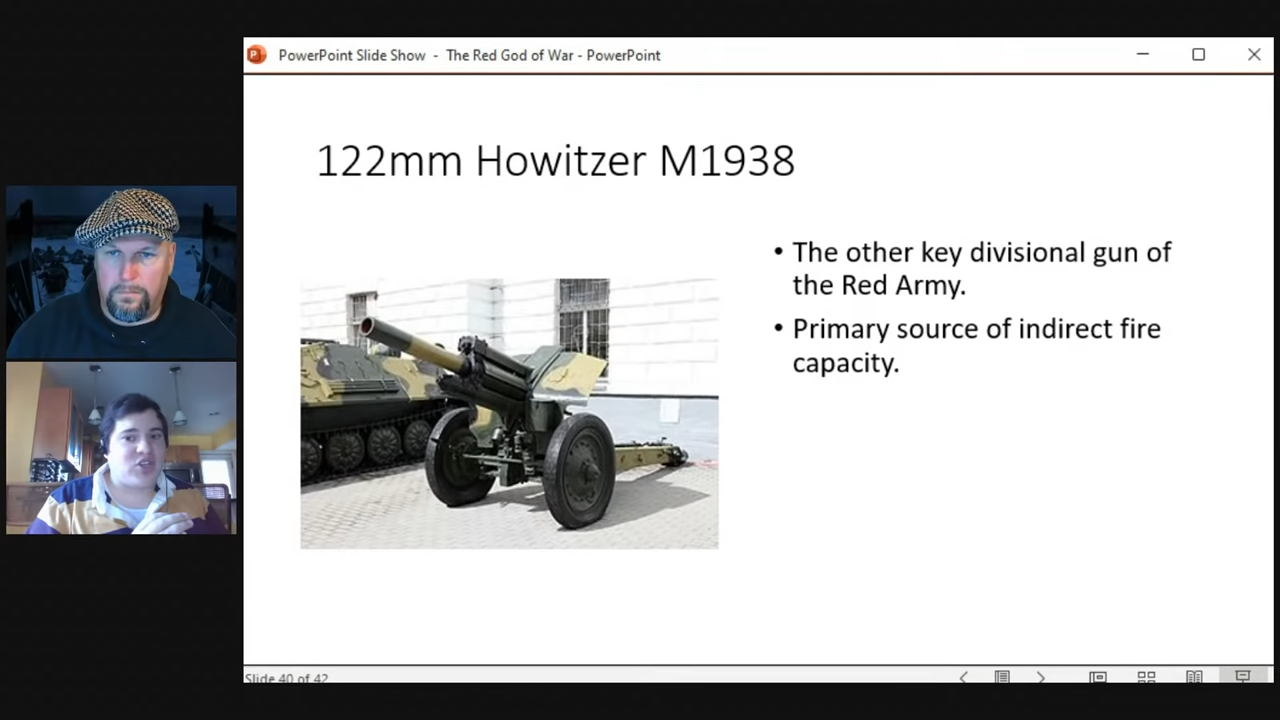 PowerPoint Slide Show - The Red God of War - PowerPoint
122mm Howitzer M1938
• The other key divisional gun of
the Red Army.
• Primary source of indirect fire
capacity.
Slide 40 of 42